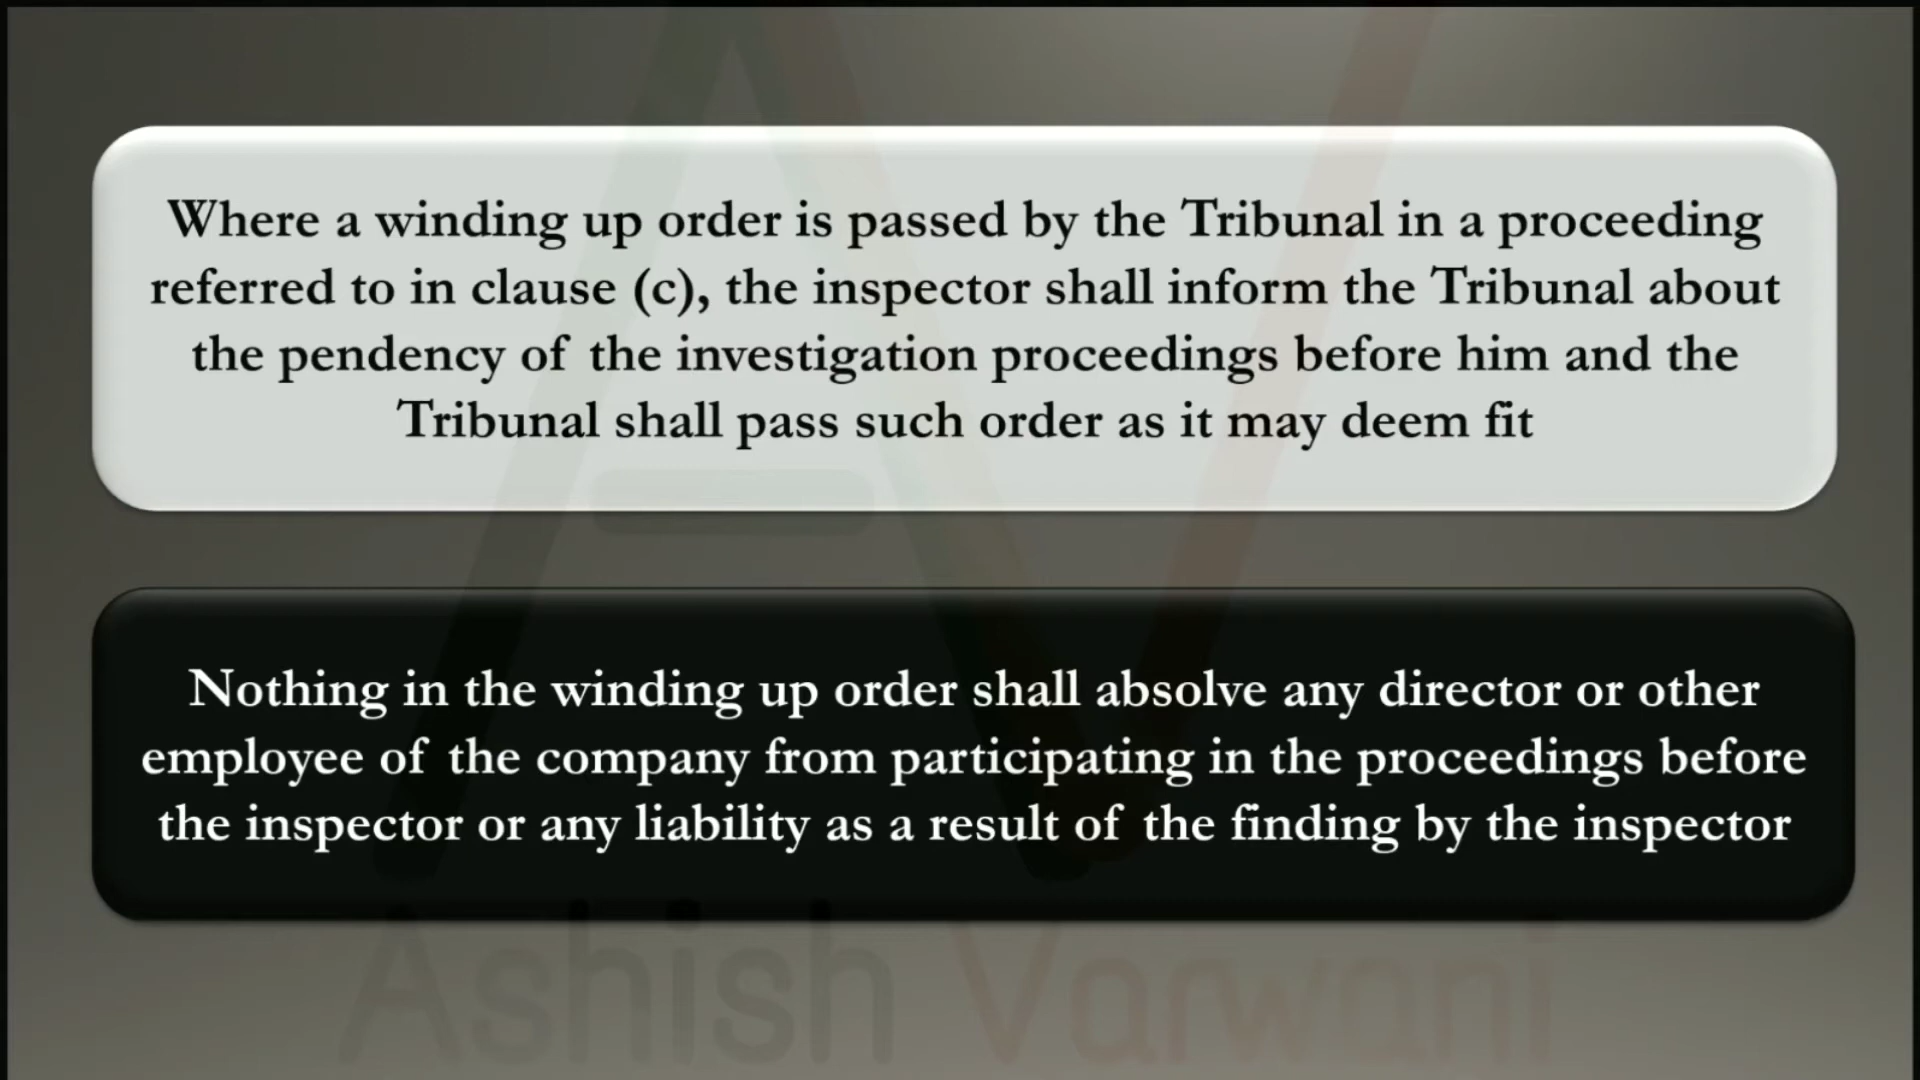 Where a winding up order is passed by the Tribunal in a proceeding
referred to in clause (c), the inspector shall inform the Tribunal about
the pendency of the investigation proceedings before him and the
Tribunal shall pass such order as it may deem fit
Nothing in the winding up order shall absolve any director or other
employee of the company from participating in the proceedings before
the inspector or any liability as a result of the finding by the inspector
Ashish Varwani